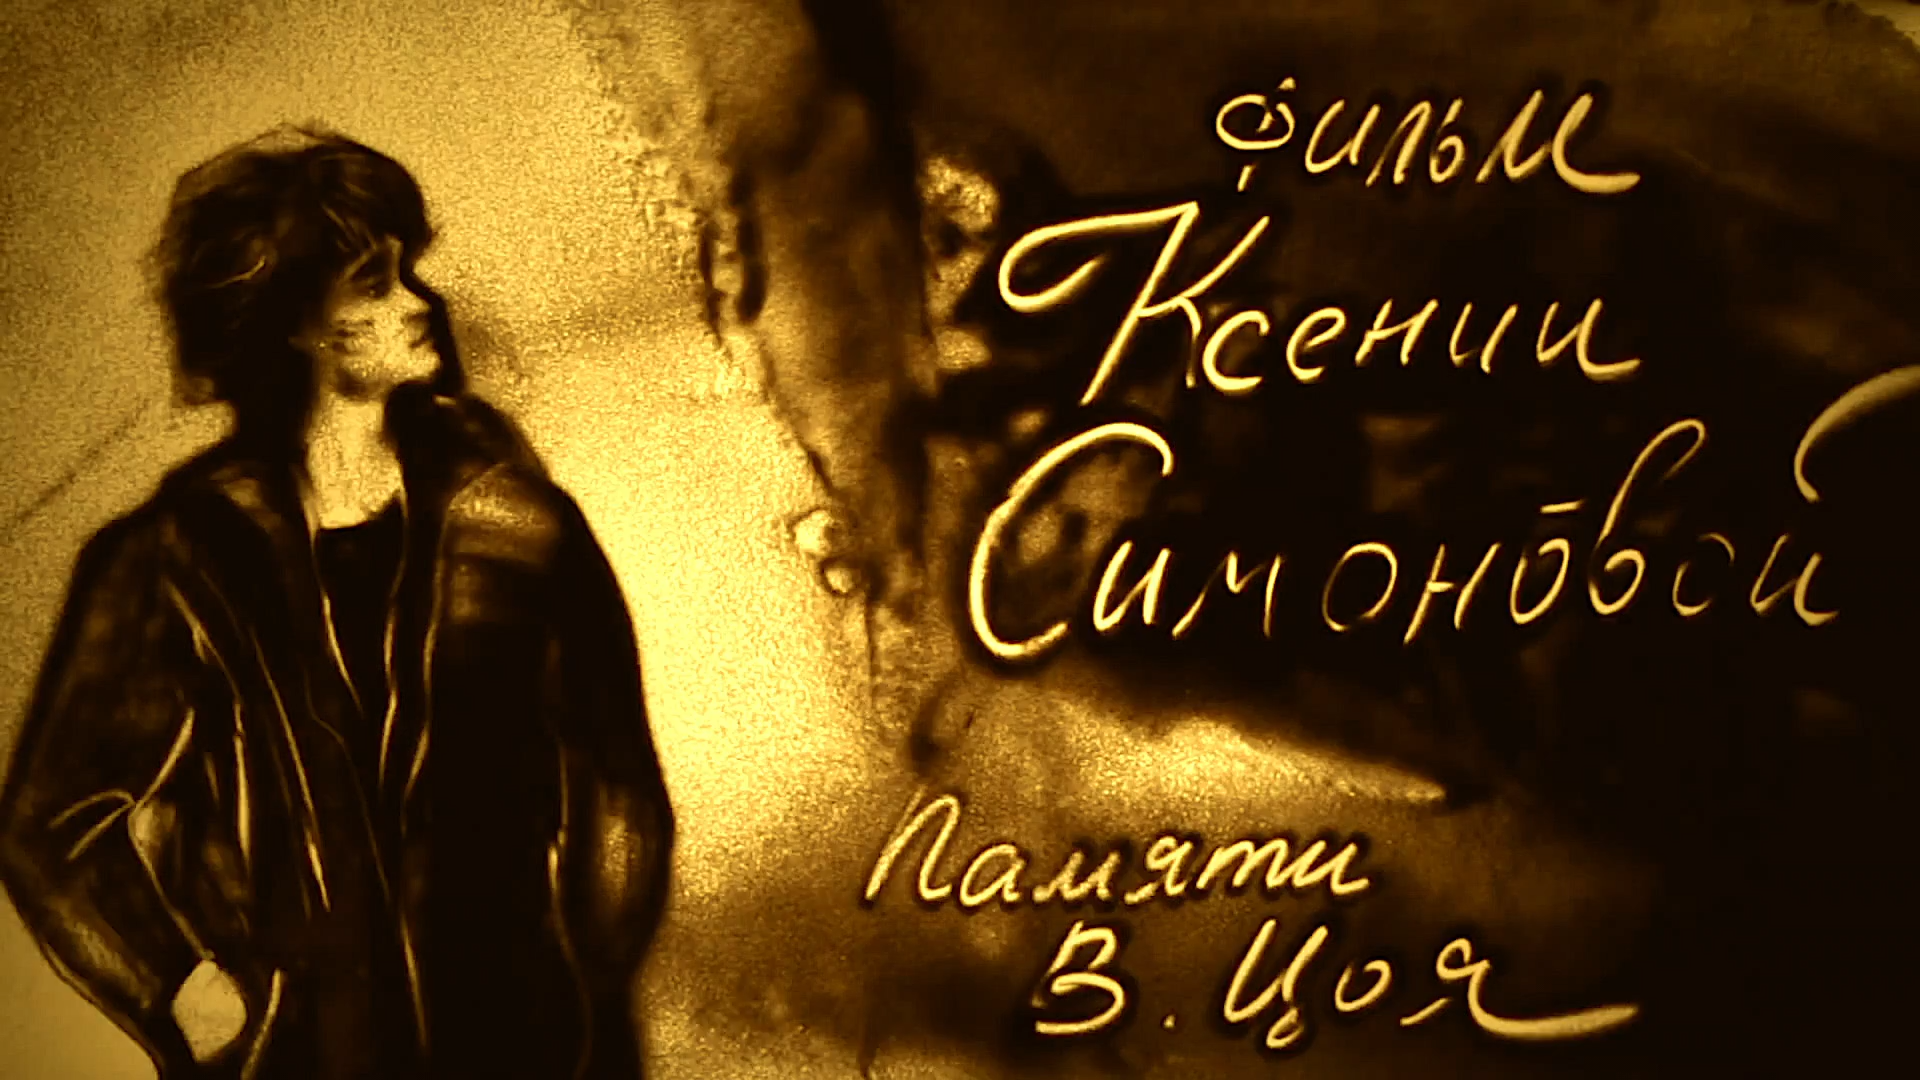 Фильм
Ксении
Симоновой
Памяти
В. Цоя